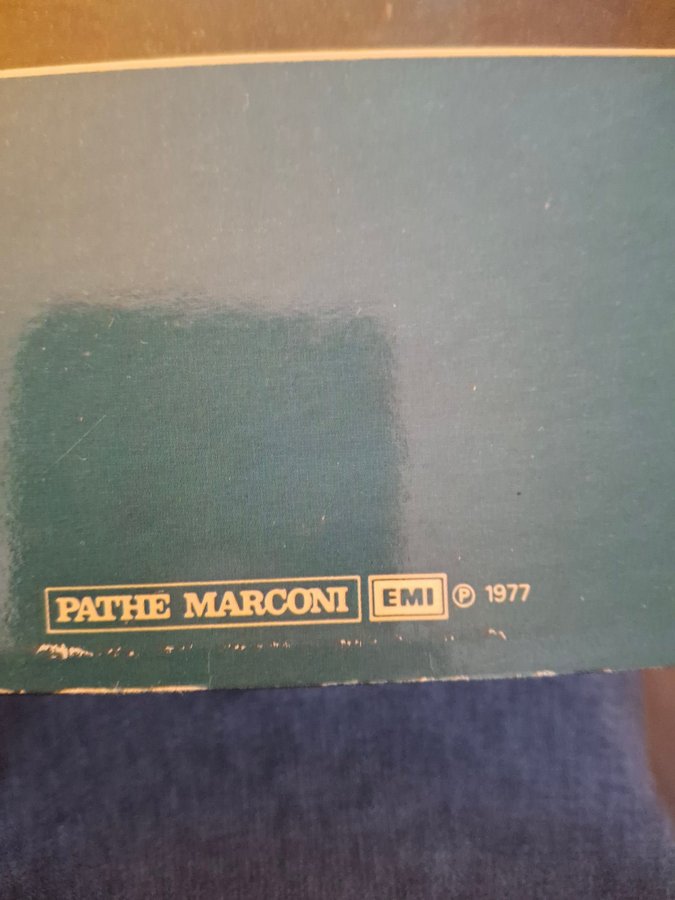 PATHE MARCONI EMI ℗ 1977